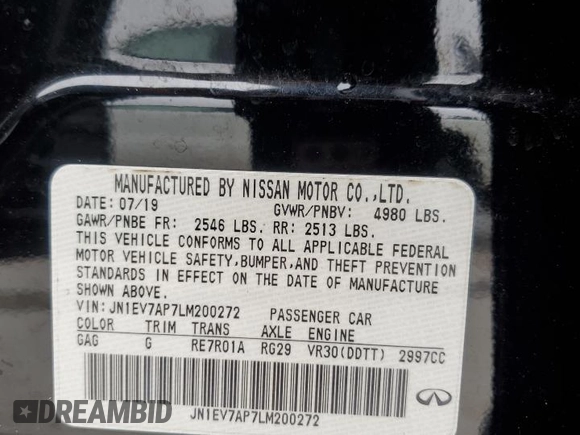 MANUFACTURED BY NISSAN MOTOR CO.,LTD.
DATE: 07/19 GVWR/PNBV: 4980 LBS.
GAWR/PNBE FR: 2546 LBS. RR: 2513 LBS.
THIS VEHICLE CONFORMS TO ALL APPLICABLE FEDERAL
MOTOR VEHICLE SAFETY, BUMPER, AND THEFT PREVENTION
STANDARDS IN EFFECT ON THE DATE OF MANUFACTURE
SHOWN ABOVE.
VIN: JN1EV7AP7LM200272 PASSENGER CAR
COLOR TRIM TRANS AXLE ENGINE
GAG G RE7R01A RG29 VR30(DDTT) 2997CC
JN1EV7AP7LM200272
DREAMBID